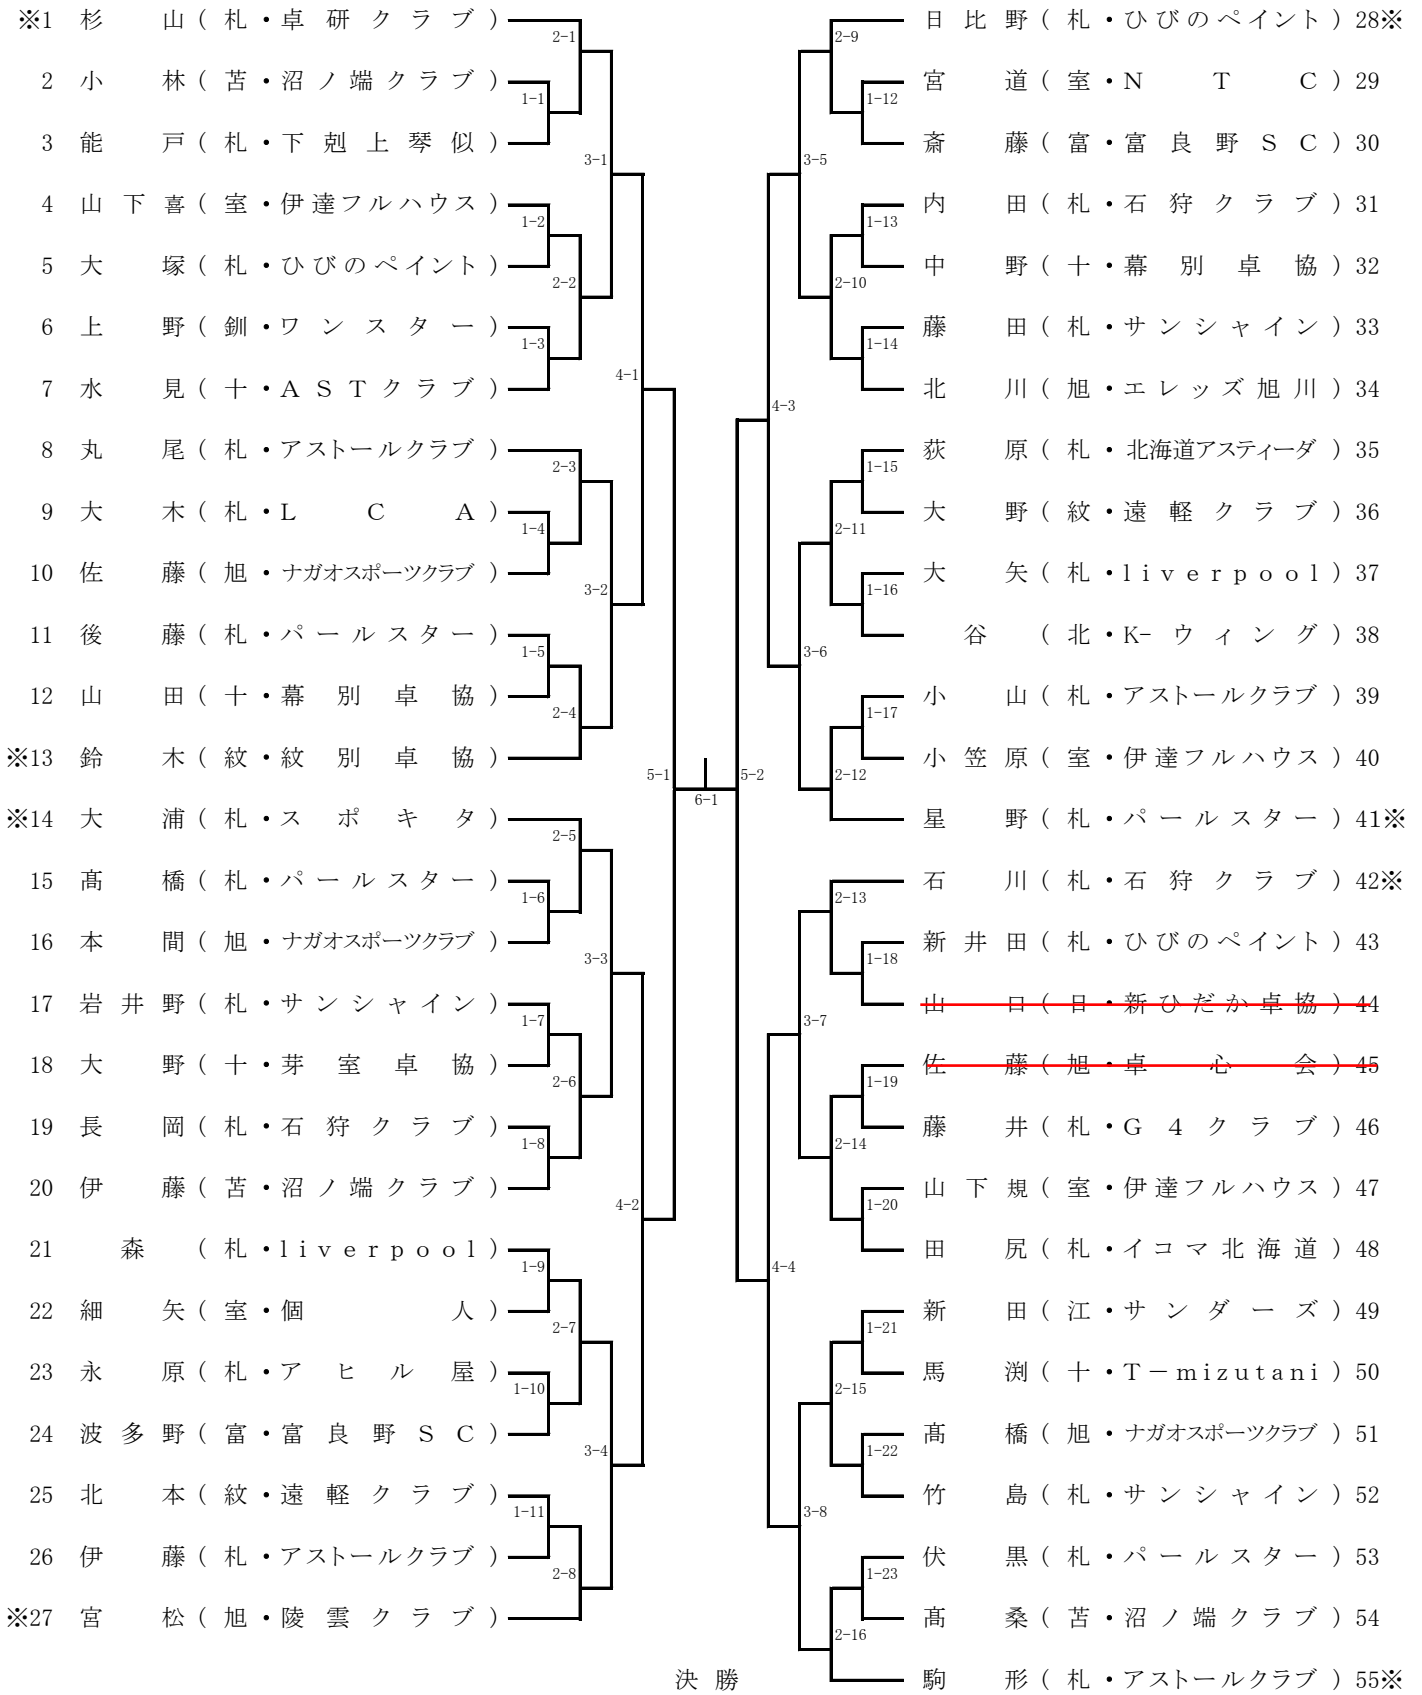 ※1 杉山（札・卓研クラブ）
2 小林（苫・沼ノ端クラブ）
3 能戸（札・下剋上琴似）
4 山下喜（室・伊達フルハウス）
5 大塚（札・ひびのペイント）
6 上野（釧・ワンスター）
7 水見（十・ASTクラブ）
8 丸尾（札・アストールクラブ）
9 大木（札・LCA）
10 佐藤（旭・ナガオスポーツクラブ）
11 後藤（札・パールスター）
12 山田（十・幕別卓協）
※13 鈴木（紋・紋別卓協）
※14 大浦（札・スポキタ）
15 髙橋（札・パールスター）
16 本間（旭・ナガオスポーツクラブ）
17 岩井野（札・サンシャイン）
18 大野（十・芽室卓協）
19 長岡（札・石狩クラブ）
20 伊藤（苫・沼ノ端クラブ）
21 森（札・liverpool）
22 細矢（室・個人）
23 永原（札・アヒル屋）
24 波多野（富・富良野SC）
25 北本（紋・遠軽クラブ）
26 伊藤（札・アストールクラブ）
※27 宮松（旭・陵雲クラブ）
1-1
1-2
1-3
1-4
1-5
1-6
1-7
1-8
1-9
1-10
1-11
2-1
2-2
2-3
2-4
2-5
2-6
2-7
2-8
3-1
3-2
3-3
3-4
4-1
4-2
5-1
6-1
5-2
4-3
4-4
3-5
3-6
3-7
3-8
2-9
2-10
2-11
2-12
2-13
2-14
2-15
2-16
1-12
1-13
1-14
1-15
1-16
1-17
1-18
1-19
1-20
1-21
1-22
1-23
日比野（札・ひびのペイント）28※
宮道（室・NTC）29
斎藤（富・富良野SC）30
内田（札・石狩クラブ）31
中野（十・幕別卓協）32
藤田（札・サンシャイン）33
北川（旭・エレッズ旭川）34
荻原（札・北海道アスティーダ）35
大野（紋・遠軽クラブ）36
大矢（札・liverpool）37
谷（北・K-ウィング）38
小山（札・アストールクラブ）39
小笠原（室・伊達フルハウス）40
星野（札・パールスター）41※
石川（札・石狩クラブ）42※
新井田（札・ひびのペイント）43
山口（日・新ひだか卓協）44
佐藤（旭・卓心会）45
藤井（札・G4クラブ）46
山下規（室・伊達フルハウス）47
田尻（札・イコマ北海道）48
新田（江・サンダーズ）49
馬渕（十・T－mizutani）50
髙橋（旭・ナガオスポーツクラブ）51
竹島（札・サンシャイン）52
伏黒（札・パールスター）53
髙桑（苫・沼ノ端クラブ）54
駒形（札・アストールクラブ）55※
決勝